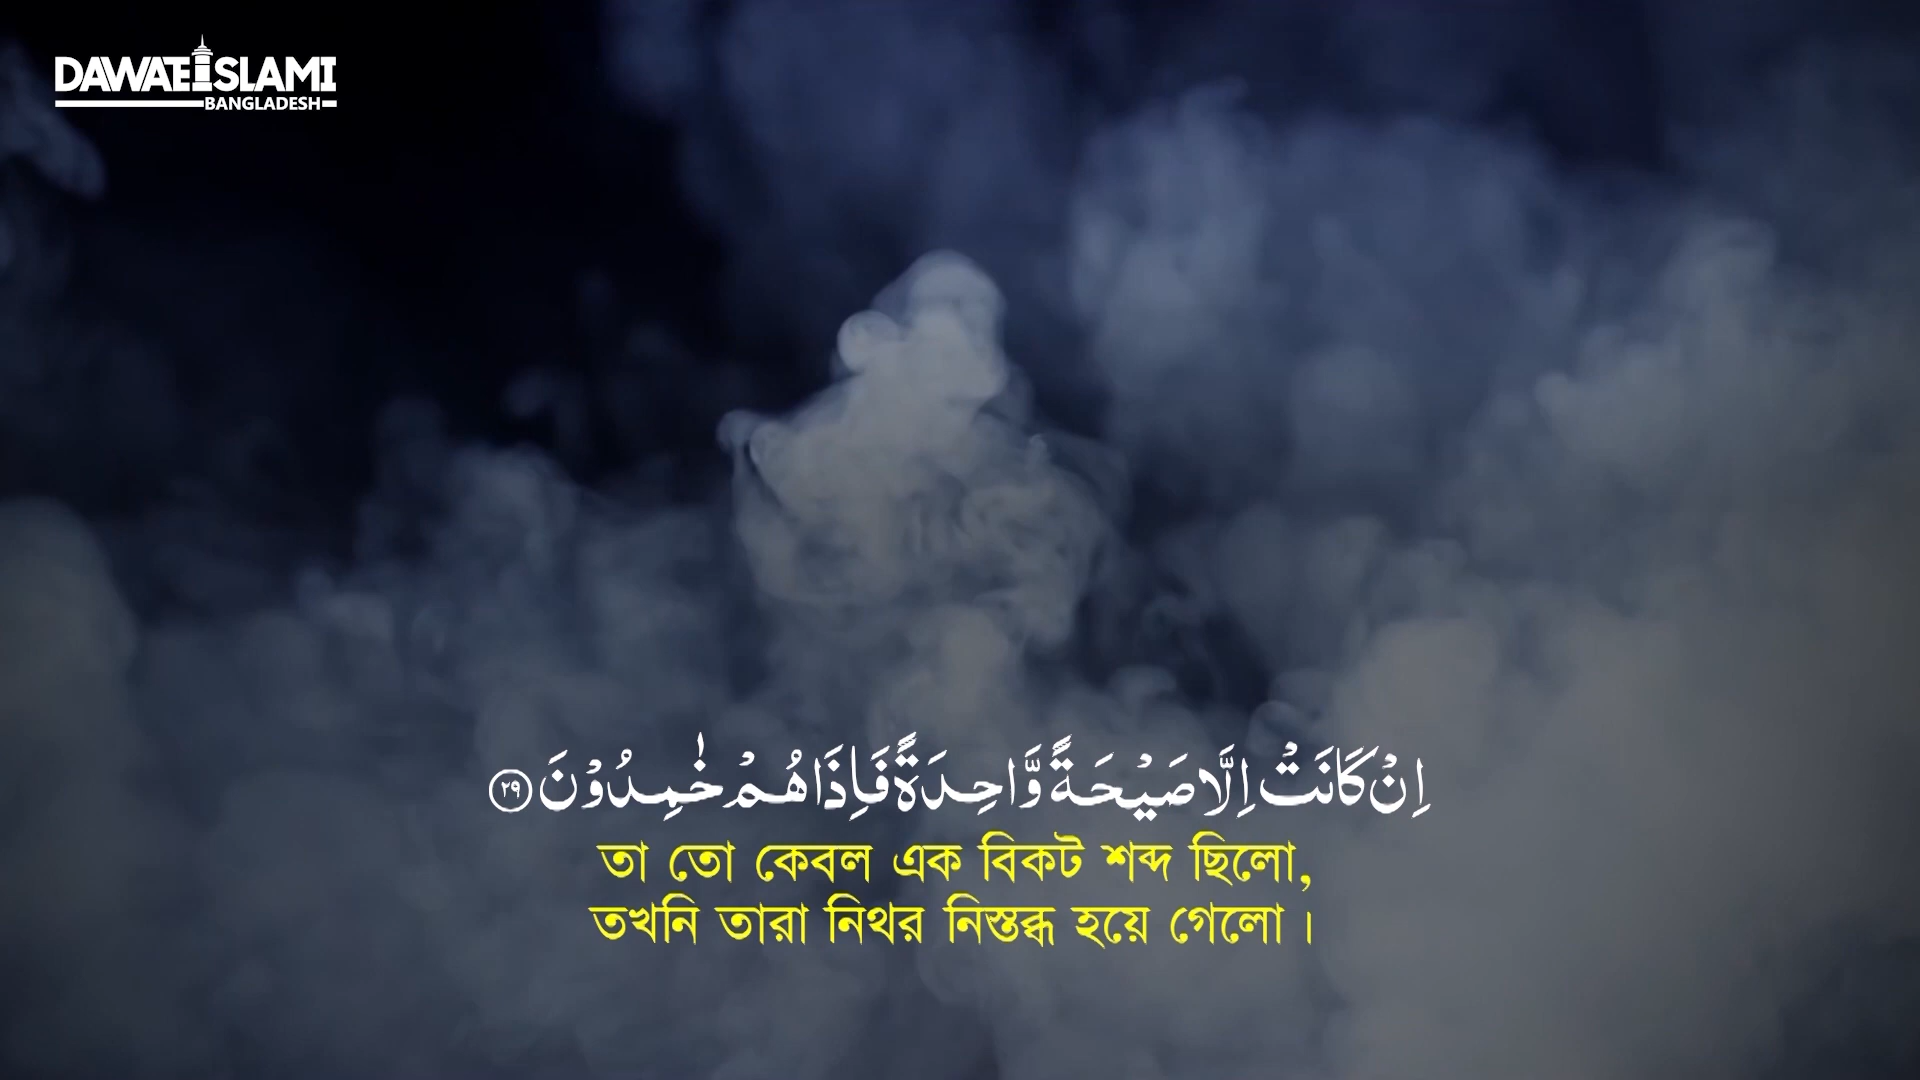 DAWATEISLAMI
BANGLADESH
اِنْ كَانَتْ اِلَّا صَيْحَةً وَّاحِدَةً فَاِذَا هُمْ خٰمِدُوْنَ ۲۹
তা তো কেবল এক বিকট শব্দ ছিলো,
তখনি তারা নিথর নিস্তব্ধ হয়ে গেলো।